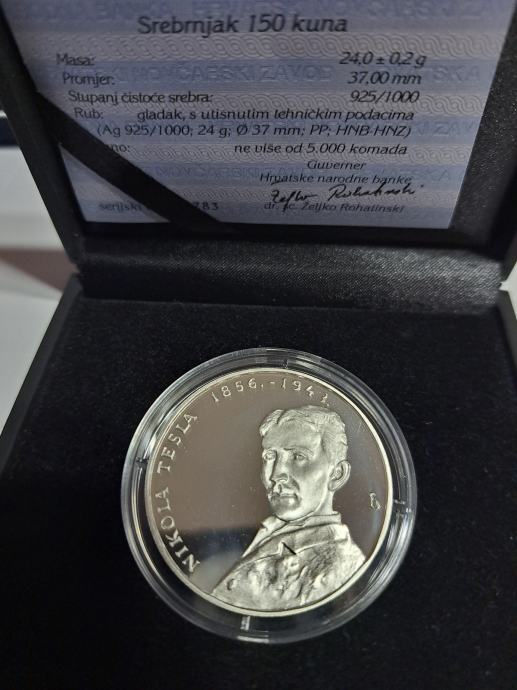 Srebrnjak 150 kuna
Masa: 24,0 ± 0,2 g
Promjer: 37,00 mm
Stupanj čistoće srebra: 925/1000
Rub: gladak, s utisnutim tehničkim podacima
(Ag 925/1000; 24 g; Ø 37 mm; PP; HNB-HNZ)
ne više od 5.000 komada
Guverner
Hrvatske narodne banke
dr. sc. Željko Rohatinski
serijski
NIKOLA TESLA 1856.-1943.